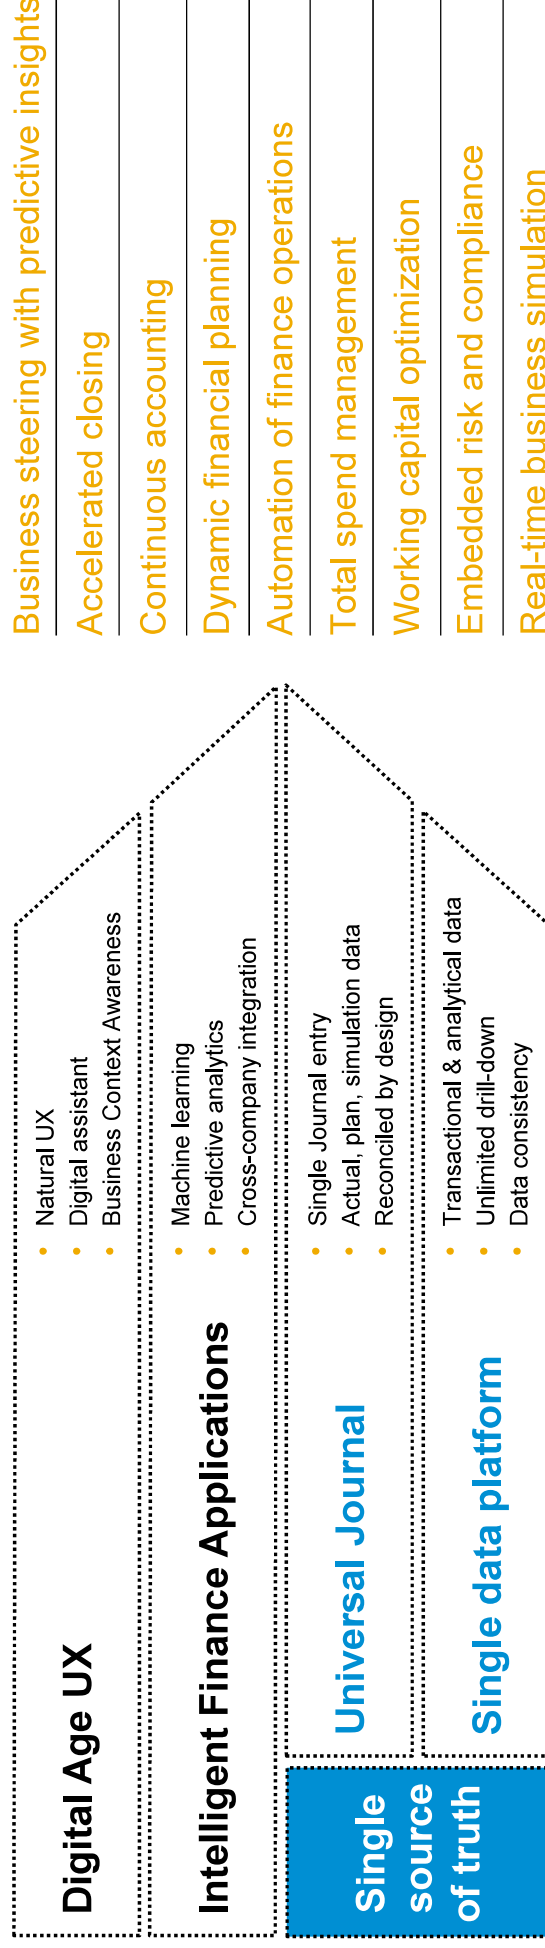 Digital Age UX
• Natural UX
• Digital assistant
• Business Context Awareness
Intelligent Finance Applications
• Machine learning
• Predictive analytics
• Cross-company integration
Single
source
of truth
Universal Journal
• Single Journal entry
• Actual, plan, simulation data
• Reconciled by design
Single data platform
• Transactional & analytical data
• Unlimited drill-down
• Data consistency
Business steering with predictive insights
Accelerated closing
Continuous accounting
Dynamic financial planning
Automation of finance operations
Total spend management
Working capital optimization
Embedded risk and compliance
Real-time business simulation